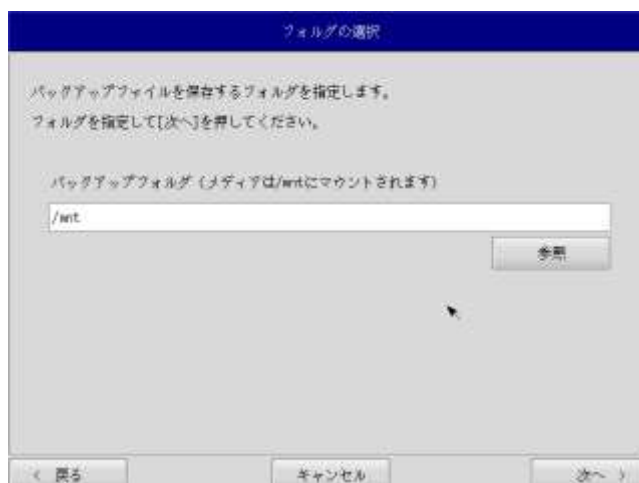 フォルダの選択
バックアップファイルを保存するフォルダを指定します。
フォルダを指定して[次へ]を押してください。
バックアップフォルダ (メディアは/mntにマウントされます)
/mnt
参照
< 戻る
キャンセル
次へ >